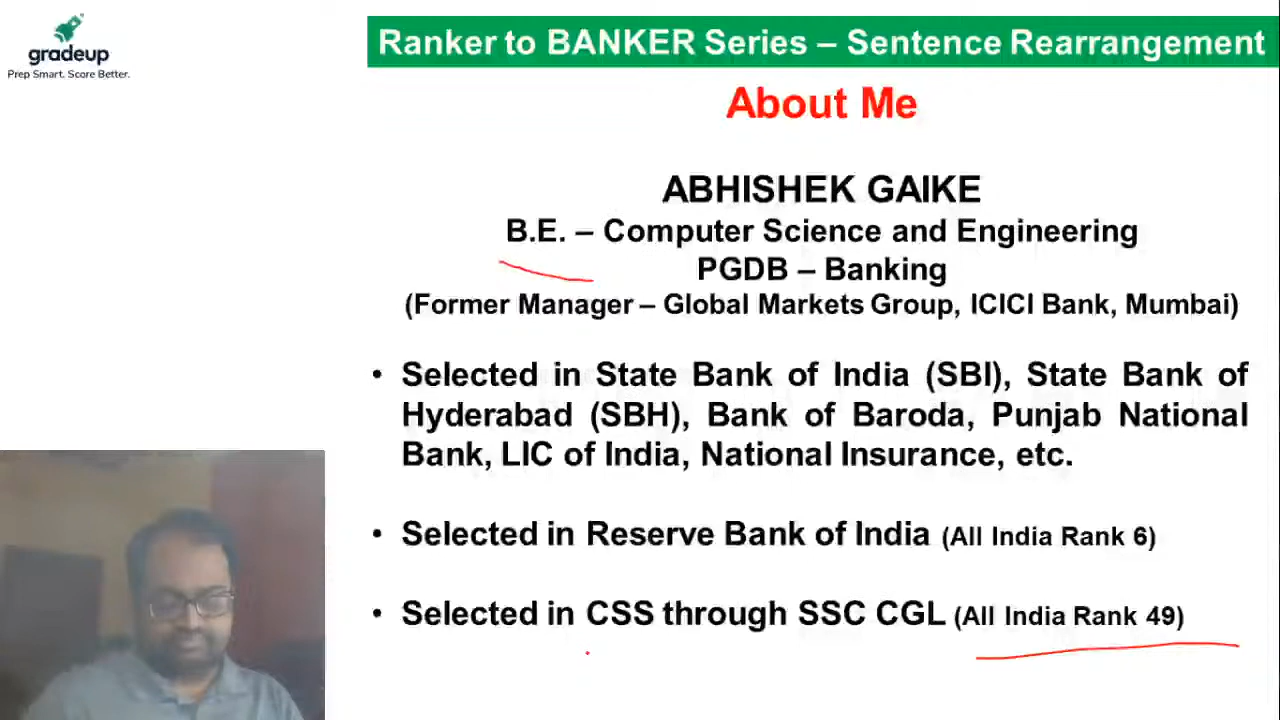 gradeup
Prep Smart. Score Better.
Ranker to BANKER Series – Sentence Rearrangement
About Me
ABHISHEK GAIKE
B.E. – Computer Science and Engineering
PGDB – Banking
(Former Manager – Global Markets Group, ICICI Bank, Mumbai)
• Selected in State Bank of India (SBI), State Bank of
Hyderabad (SBH), Bank of Baroda, Punjab National
Bank, LIC of India, National Insurance, etc.
• Selected in Reserve Bank of India (All India Rank 6)
• Selected in CSS through SSC CGL (All India Rank 49)